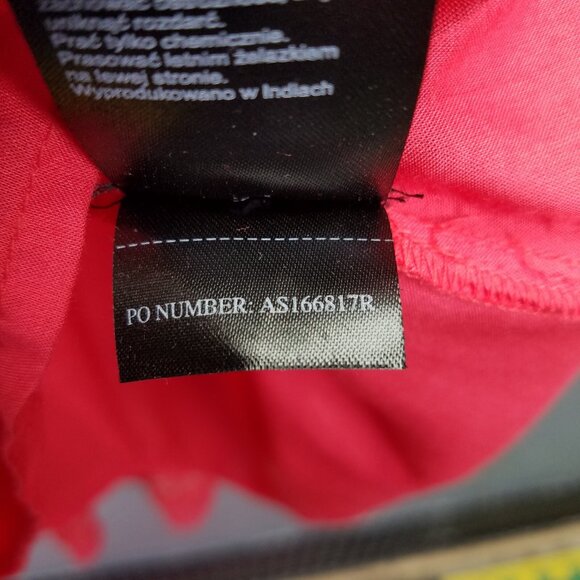 uniknąć rozdarć.
Prać tylko chemicznie.
Prasować letnim żelazkiem
na lewej stronie.
Wyprodukowano w Indiach
PO NUMBER: AS166817R